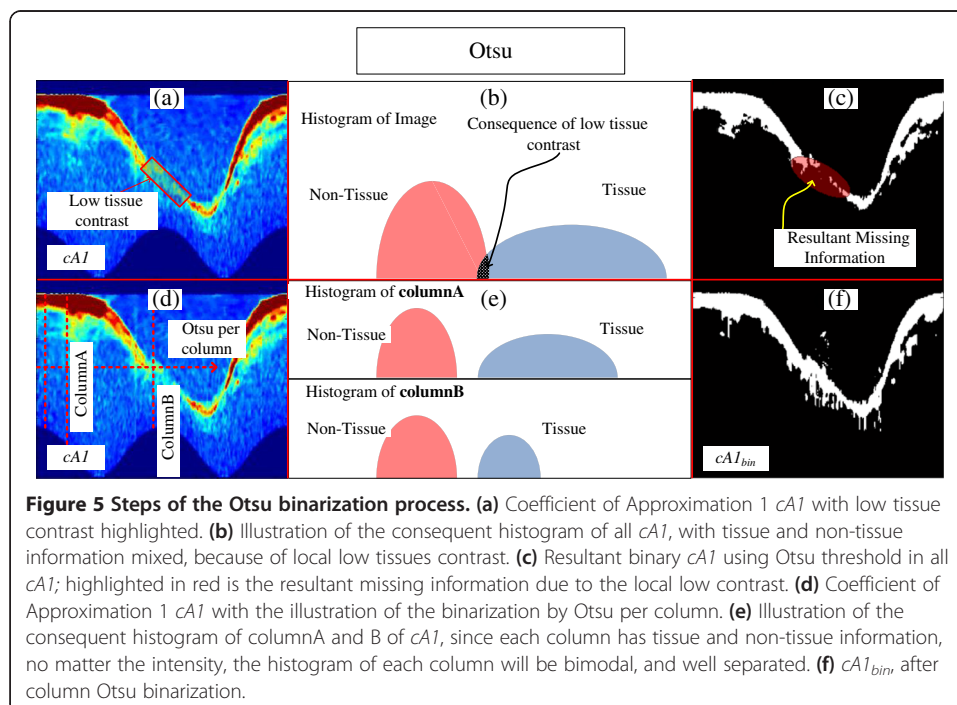 Otsu
(a)
Low tissue
contrast
cA1
(b)
Histogram of Image
Consequence of low tissue
contrast
Non-Tissue
Tissue
(c)
Resultant Missing
Information
(d)
Otsu per
column
ColumnA
ColumnB
cA1
Histogram of columnA
(e)
Non-Tissue
Tissue
Histogram of columnB
Non-Tissue
Tissue
(f)
cA1bin
Figure 5 Steps of the Otsu binarization process. (a) Coefficient of Approximation 1 cA1 with low tissue
contrast highlighted. (b) Illustration of the consequent histogram of all cA1, with tissue and non-tissue
information mixed, because of local low tissues contrast. (c) Resultant binary cA1 using Otsu threshold in all
cA1; highlighted in red is the resultant missing information due to the local low contrast. (d) Coefficient of
Approximation 1 cA1 with the illustration of the binarization by Otsu per column. (e) Illustration of the
consequent histogram of columnA and B of cA1, since each column has tissue and non-tissue information,
no matter the intensity, the histogram of each column will be bimodal, and well separated. (f) cA1bin, after
column Otsu binarization.